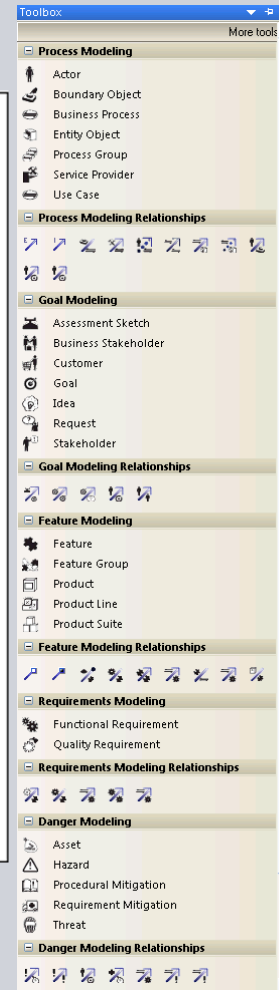 Toolbox
More tools
Process Modeling
Actor
Boundary Object
Business Process
Entity Object
Process Group
Service Provider
Use Case
Process Modeling Relationships
Goal Modeling
Assessment Sketch
Business Stakeholder
Customer
Goal
Idea
Request
Stakeholder
Goal Modeling Relationships
Feature Modeling
Feature
Feature Group
Product
Product Line
Product Suite
Feature Modeling Relationships
Requirements Modeling
Functional Requirement
Quality Requirement
Requirements Modeling Relationships
Danger Modeling
Asset
Hazard
Procedural Mitigation
Requirement Mitigation
Threat
Danger Modeling Relationships